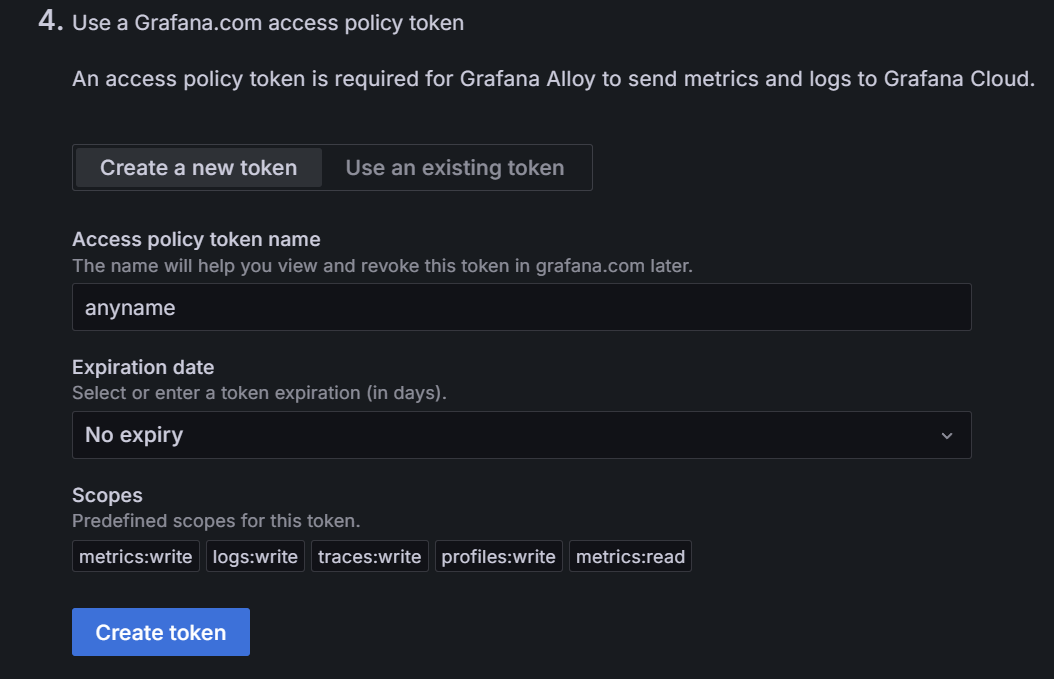 4. Use a Grafana.com access policy token
An access policy token is required for Grafana Alloy to send metrics and logs to Grafana Cloud.
Create a new token Use an existing token
Access policy token name
The name will help you view and revoke this token in grafana.com later.
anyname
Expiration date
Select or enter a token expiration (in days).
No expiry
Scopes
Predefined scopes for this token.
metrics:write logs:write traces:write profiles:write metrics:read
Create token